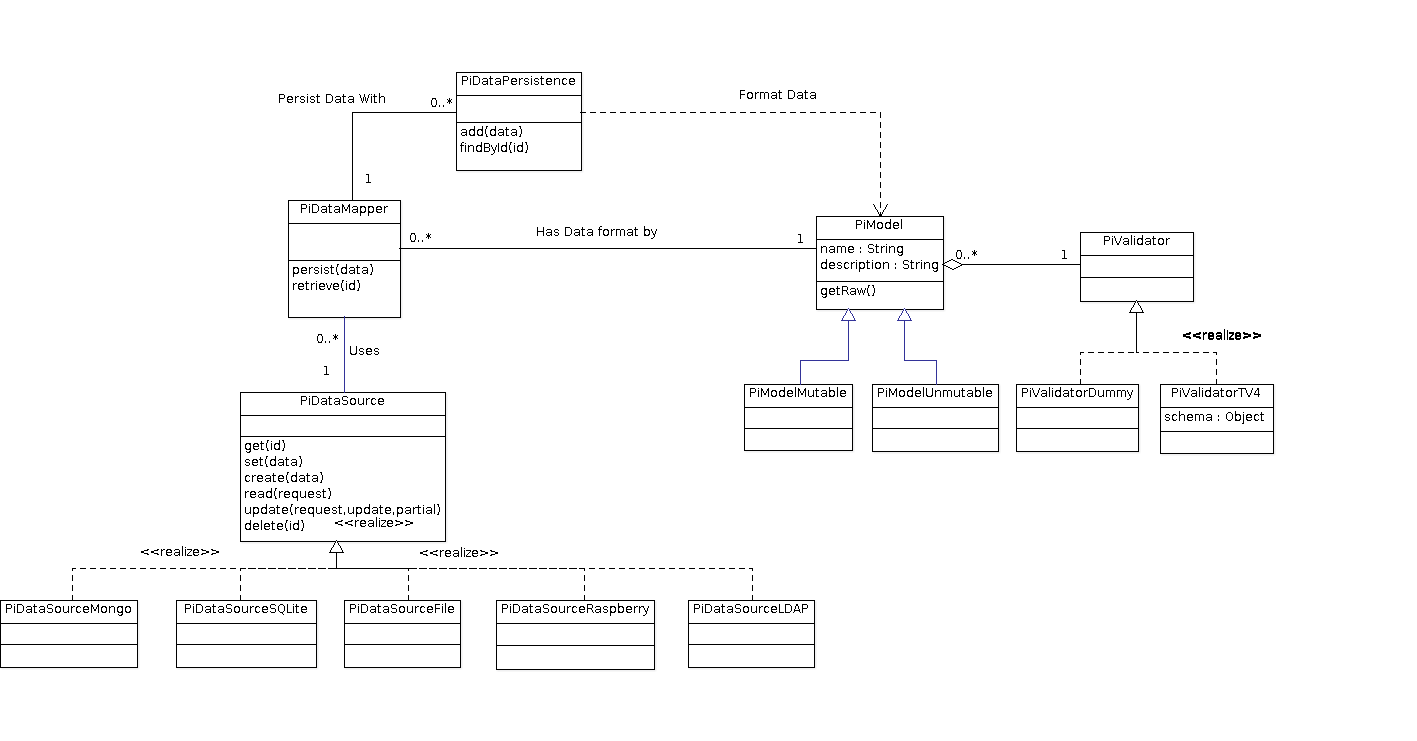 PiDataPersistence
Persist Data With
0..*
Format Data
add(data)
findById(id)
1
PiDataMapper
persist(data)
retrieve(id)
0..*
Has Data format by
1
PiModel
name : String
description : String
getRaw()
0..*
1
PiValidator
<<realize>>
0..*
Uses
1
PiModelMutable
PiModelUnmutable
PiValidatorDummy
PiValidatorTV4
schema : Object
PiDataSource
get(id)
set(data)
create(data)
read(request)
update(request,update,partial)
delete(id)
<<realize>>
<<realize>>
<<realize>>
PiDataSourceMongo
PiDataSourceSQLite
PiDataSourceFile
PiDataSourceRaspberry
PiDataSourceLDAP